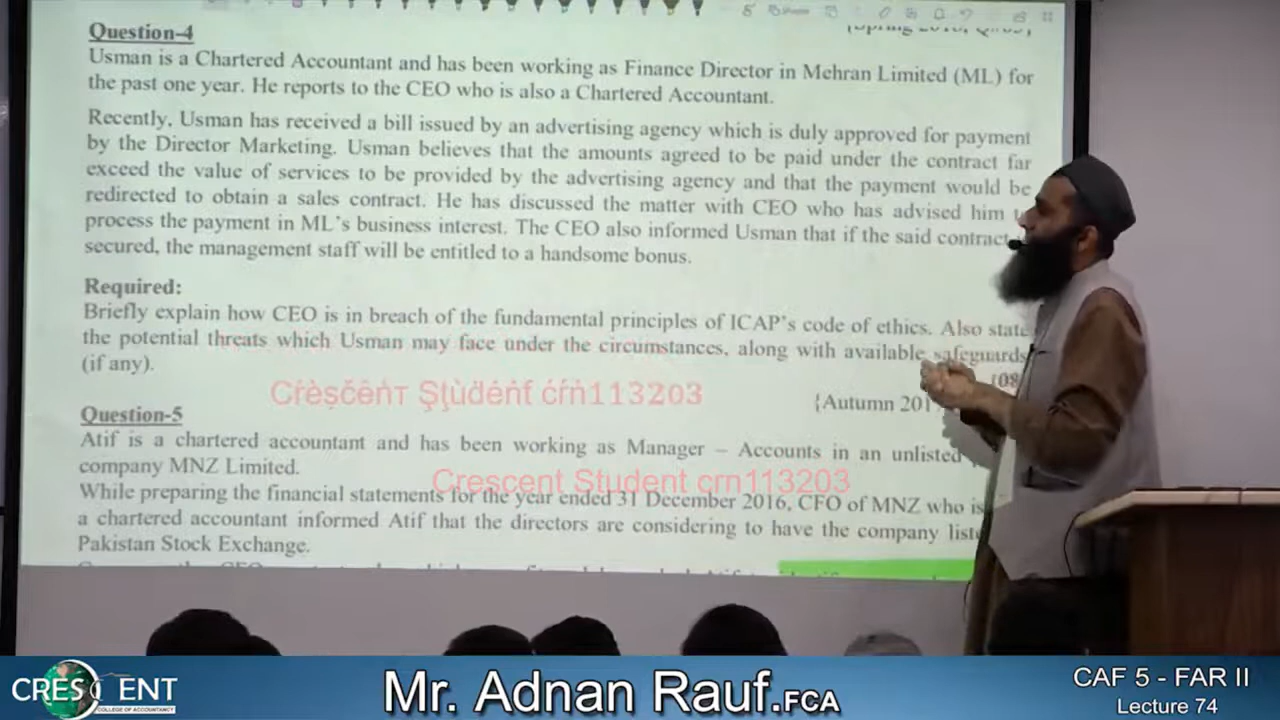 Question-4
Usman is a Chartered Accountant and has been working as Finance Director in Mehran Limited (ML) for
the past one year. He reports to the CEO who is also a Chartered Accountant.
Recently, Usman has received a bill issued by an advertising agency which is duly approved for payment
by the Director Marketing. Usman believes that the amounts agreed to be paid under the contract far
exceed the value of services to be provided by the advertising agency and that the payment would be
redirected to obtain a sales contract. He has discussed the matter with CEO who has advised him
process the payment in ML's business interest. The CEO also informed Usman that if the said contract
secured, the management staff will be entitled to a handsome bonus.
Required:
Briefly explain how CEO is in breach of the fundamental principles of ICAP's code of ethics. Also state
the potential threats which Usman may face under the circumstances, along with available safeguards
(if any).
(08
Crèsčêńт Şţùďéńť ćŕń113203
{Autumn 201
Question-5
Atif is a chartered accountant and has been working as Manager – Accounts in an unlisted
company MNZ Limited.
Crescent Student crn113203
While preparing the financial statements for the year ended 31 December 2016, CFO of MNZ who is
a chartered accountant informed Atif that the directors are considering to have the company
Pakistan Stock Exchange.
CRESCENT
COLLEGE OF ACCOUNTANCY
Mr. Adnan Rauf.FCA
CAF 5 - FAR II
Lecture 74